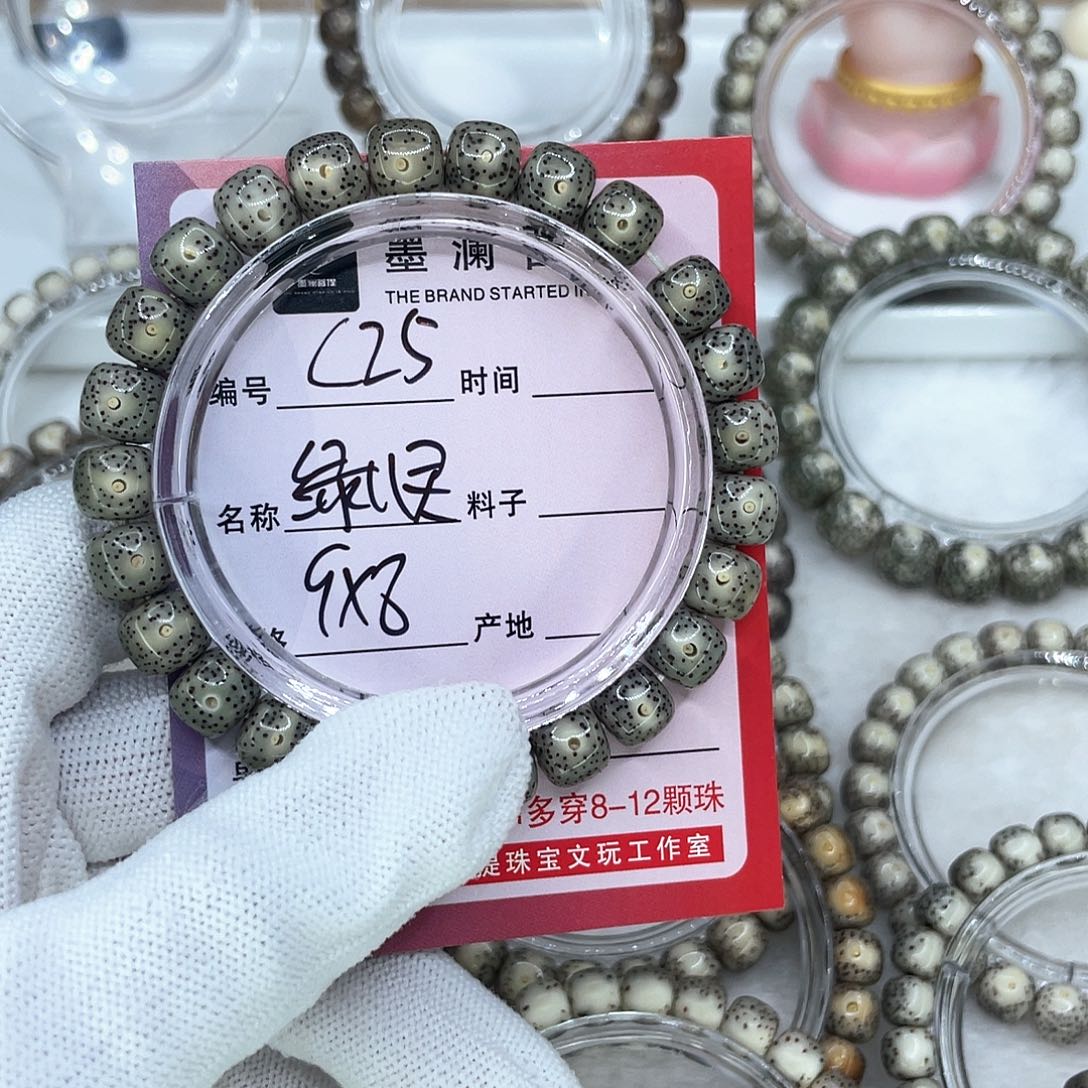 墨澜
THE BRAND STARTED IN
编号 C25 时间
名称 绿 料子
9X8 产地
多穿8-12颗珠
提珠宝文玩工作室